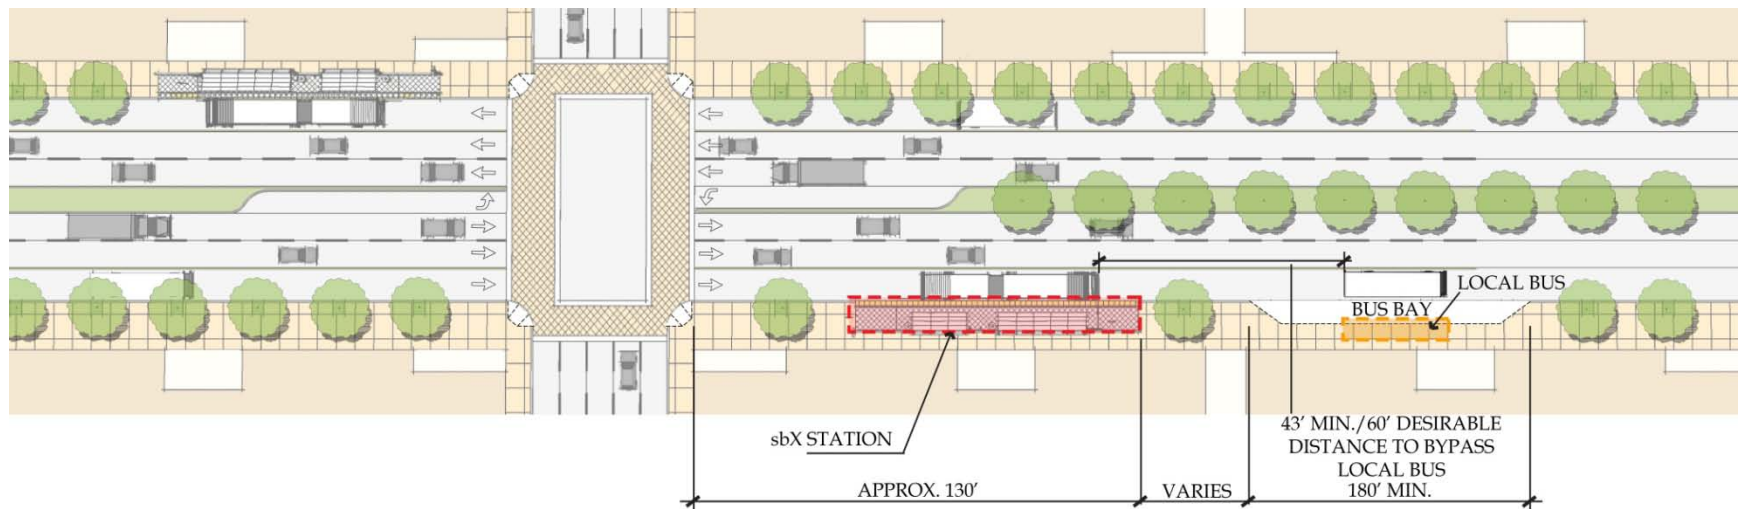 LOCAL BUS
BUS BAY
sbX STATION
43' MIN./60' DESIRABLE
DISTANCE TO BYPASS
LOCAL BUS
APPROX. 130'
VARIES
180' MIN.